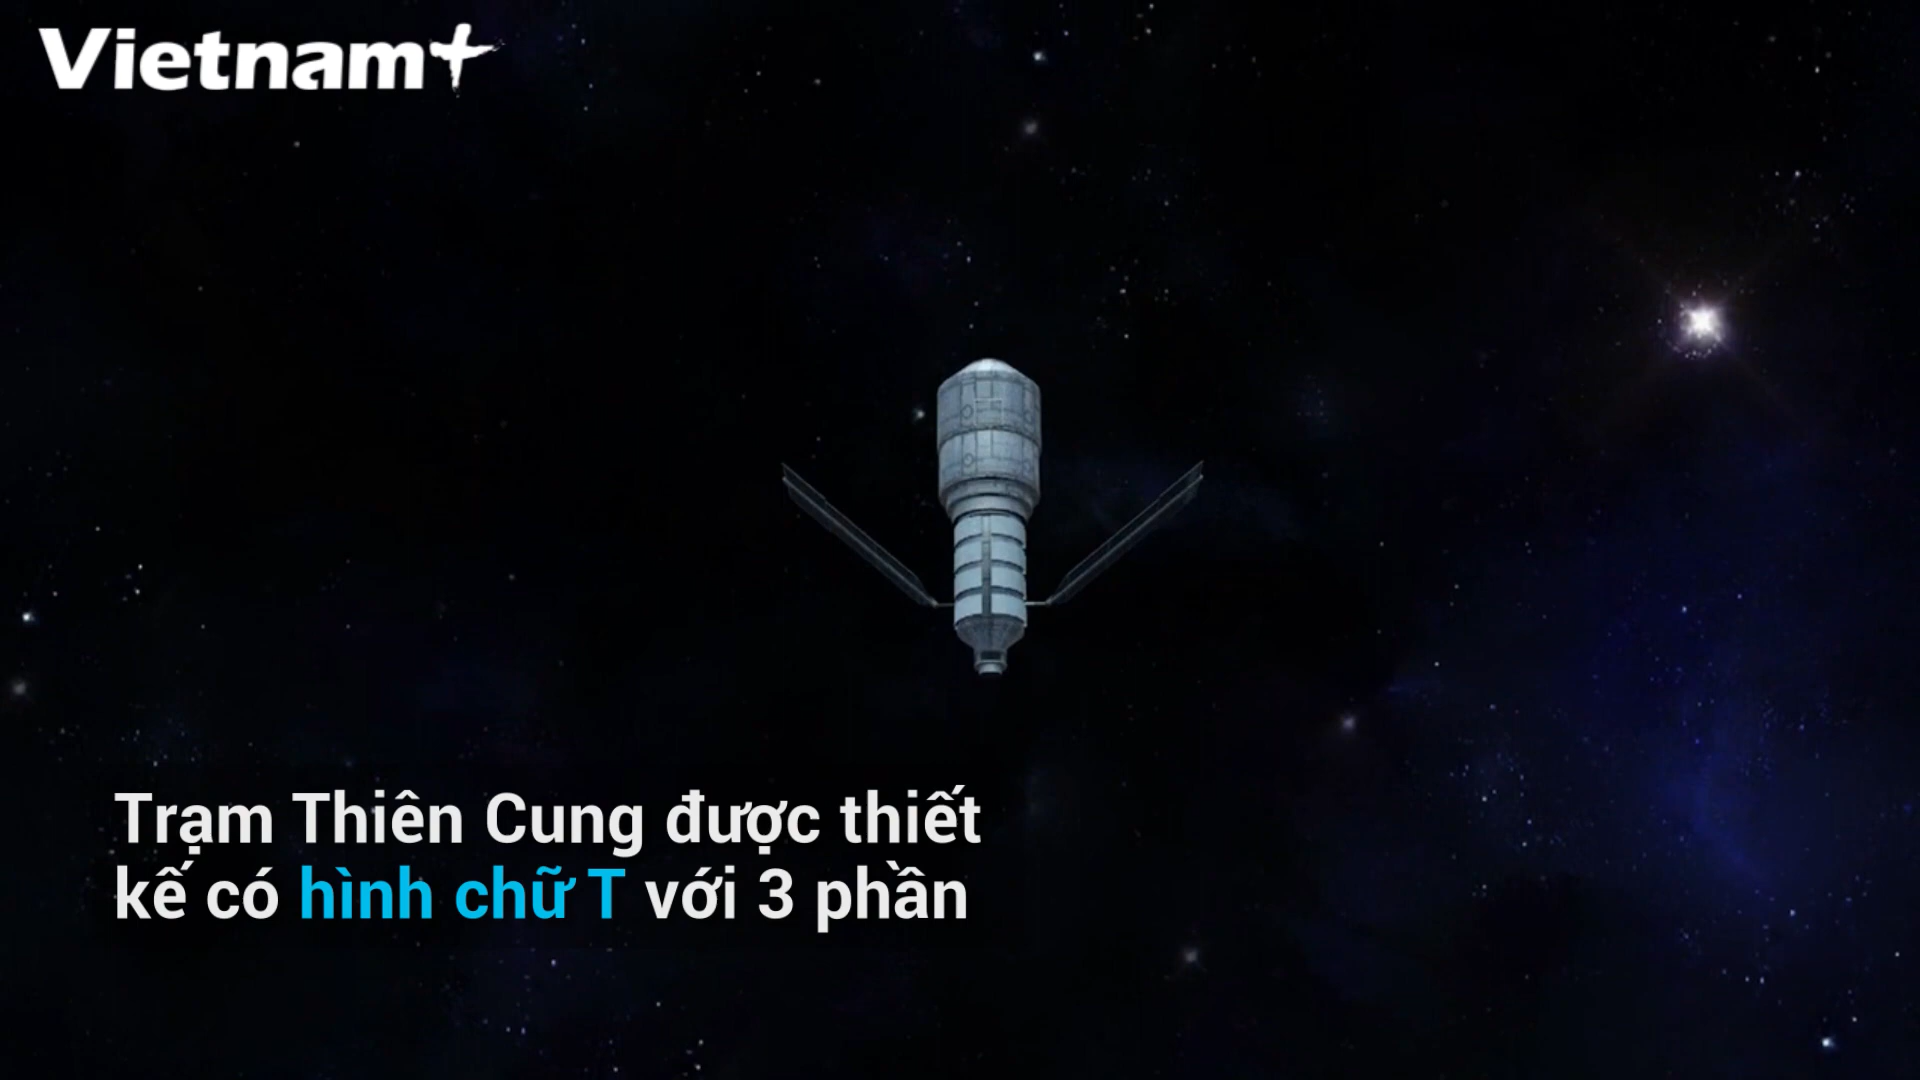 Vietnam+
Trạm Thiên Cung được thiết
kế có hình chữ T với 3 phần